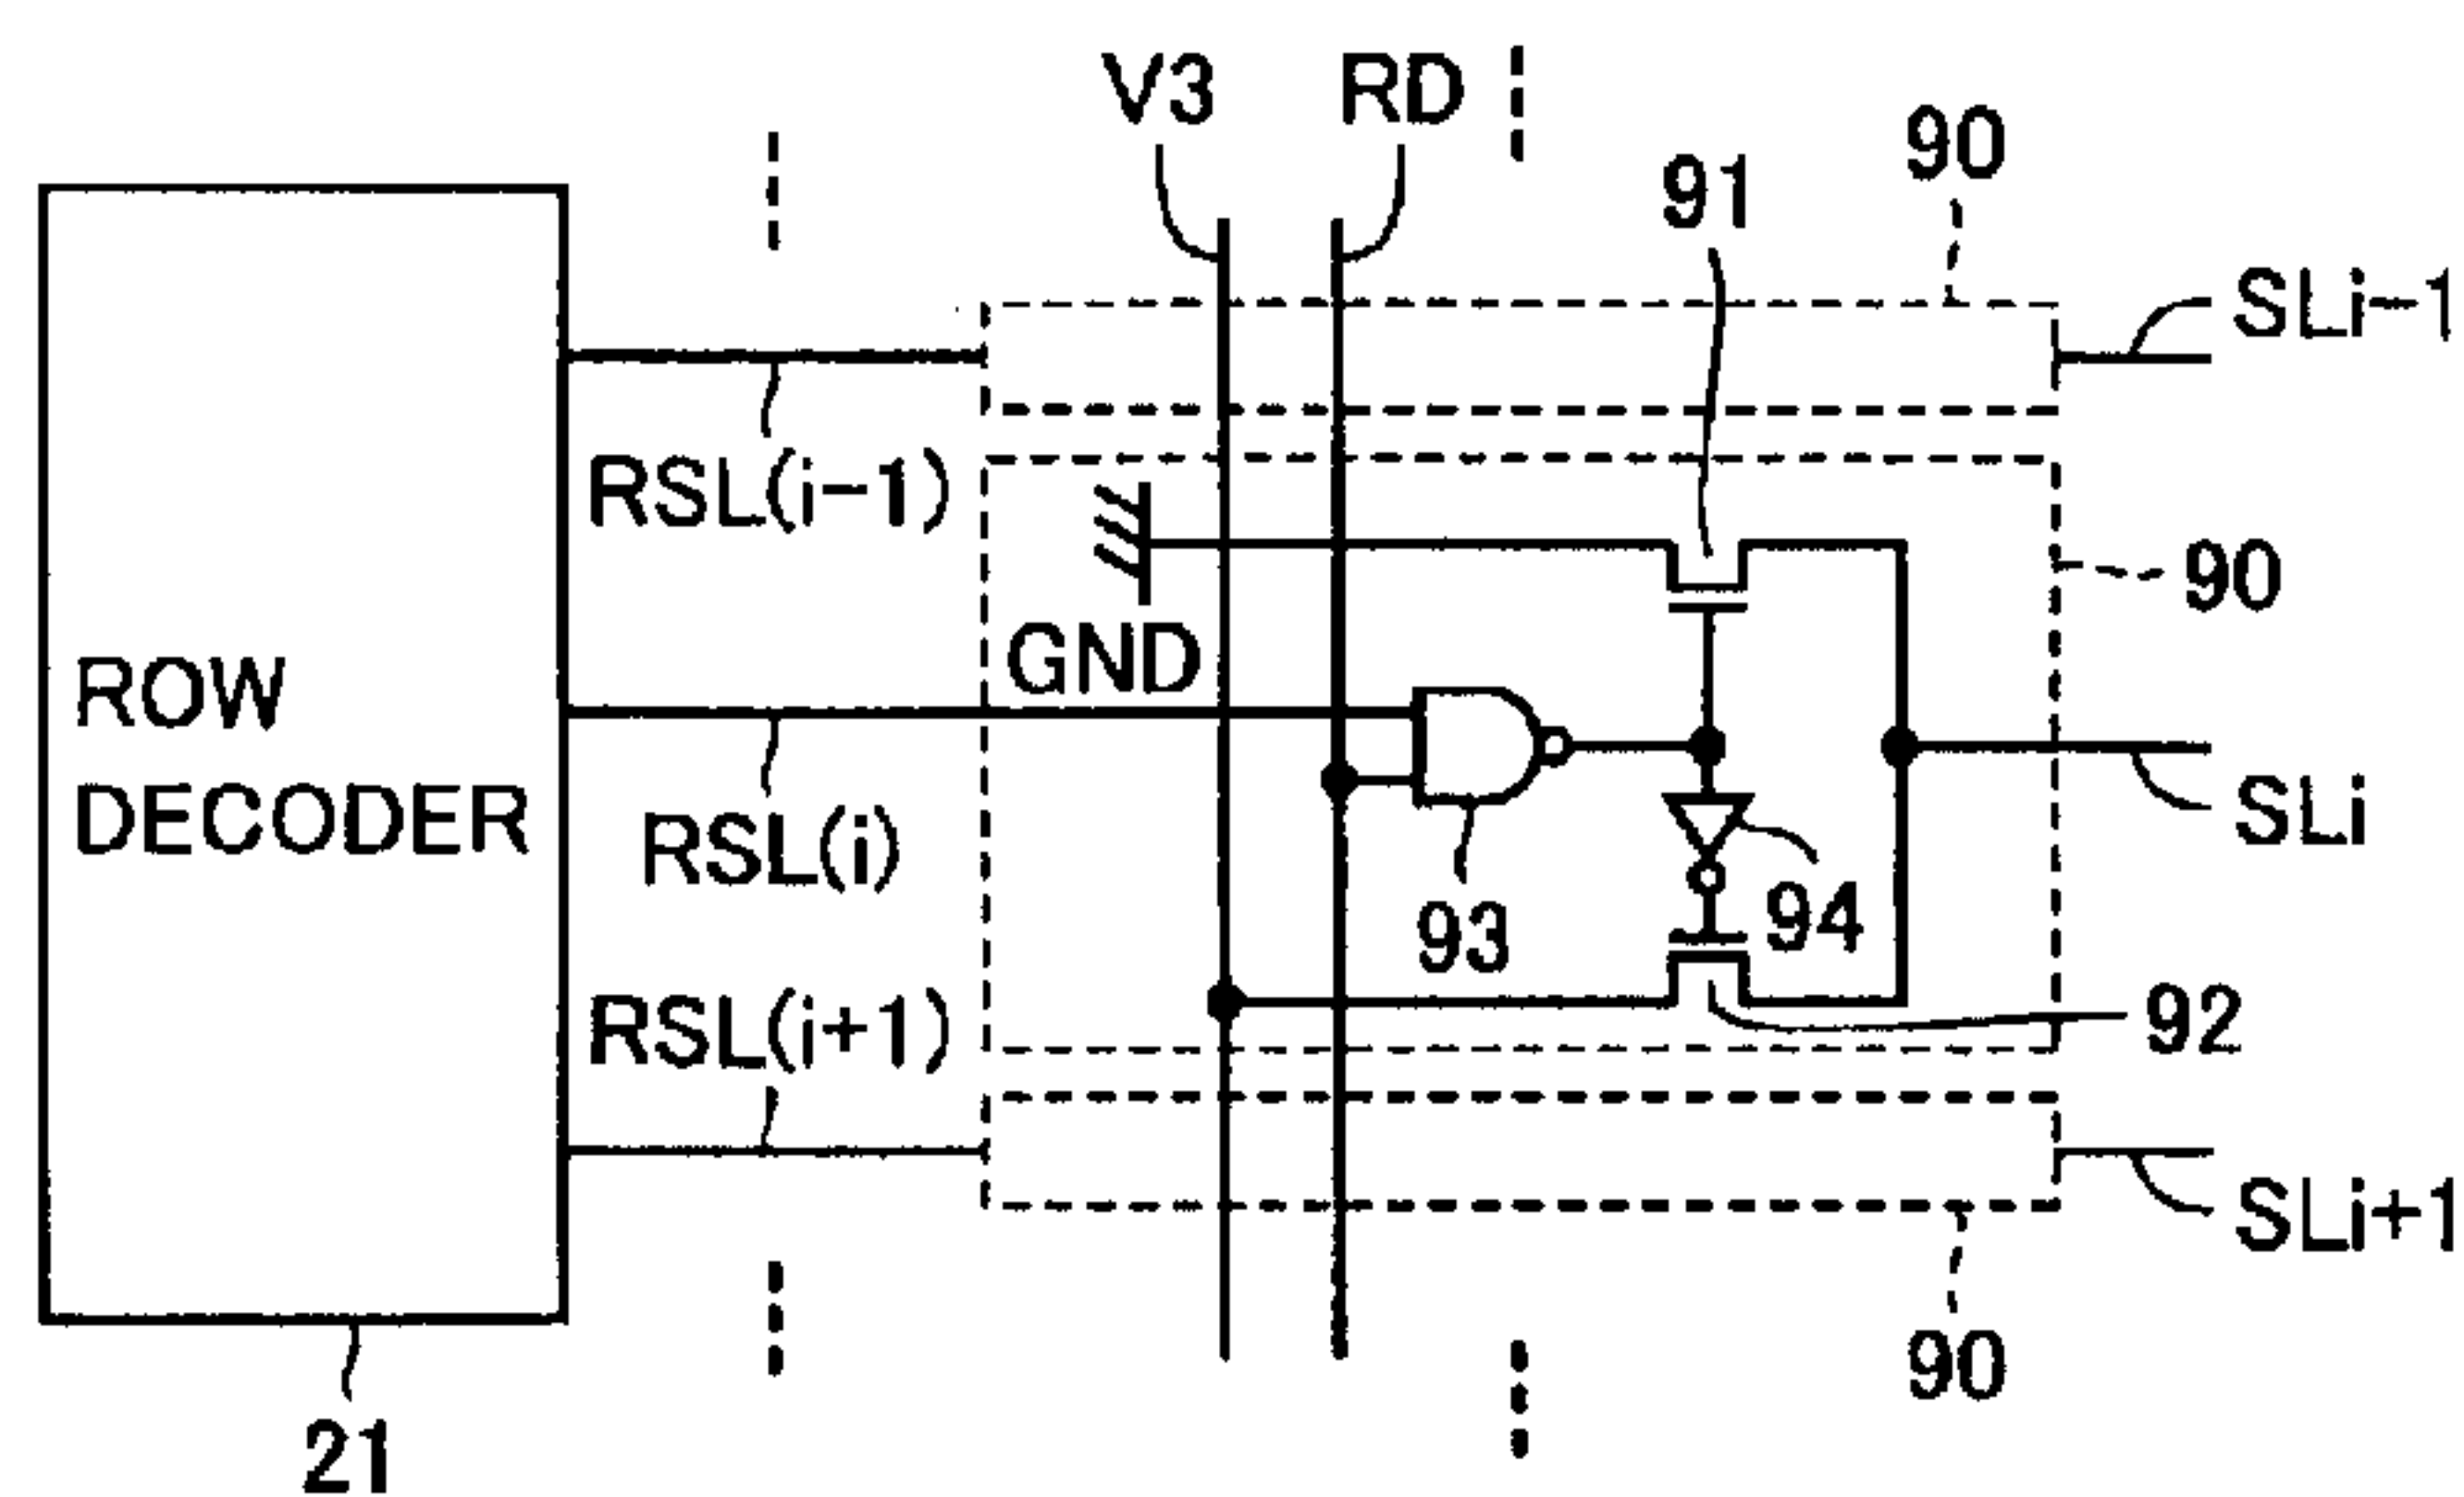 V3
RD
90
91
SLi-1
RSL(i-1)
90
GND
ROW
DECODER
RSL(i)
SLi
93
94
RSL(i+1)
92
SLi+1
90
21